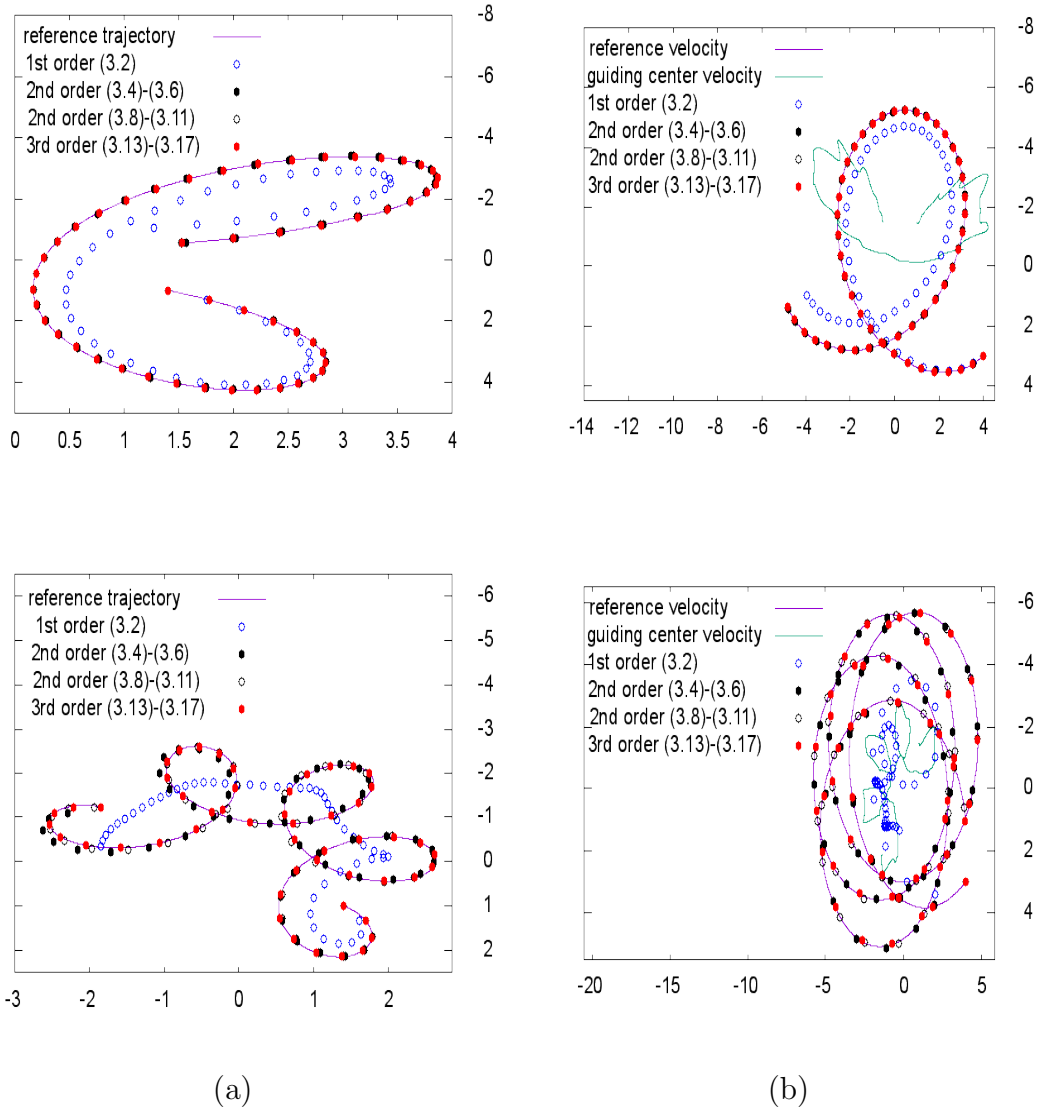 reference trajectory
1st order (3.2)
2nd order (3.4)-(3.6)
2nd order (3.8)-(3.11)
3rd order (3.13)-(3.17)
-8
-6
-4
-2
0
2
4
0 0.5 1 1.5 2 2.5 3 3.5 4
reference velocity
guiding center velocity
1st order (3.2)
2nd order (3.4)-(3.6)
2nd order (3.8)-(3.11)
3rd order (3.13)-(3.17)
-8
-6
-4
-2
0
2
4
-14 -12 -10 -8 -6 -4 -2 0 2 4
reference trajectory
1st order (3.2)
2nd order (3.4)-(3.6)
2nd order (3.8)-(3.11)
3rd order (3.13)-(3.17)
-6
-5
-4
-3
-2
-1
0
1
2
-3 -2 -1 0 1 2
reference velocity
guiding center velocity
1st order (3.2)
2nd order (3.4)-(3.6)
2nd order (3.8)-(3.11)
3rd order (3.13)-(3.17)
-6
-4
-2
0
2
4
-20 -15 -10 -5 0 5
(a)
(b)